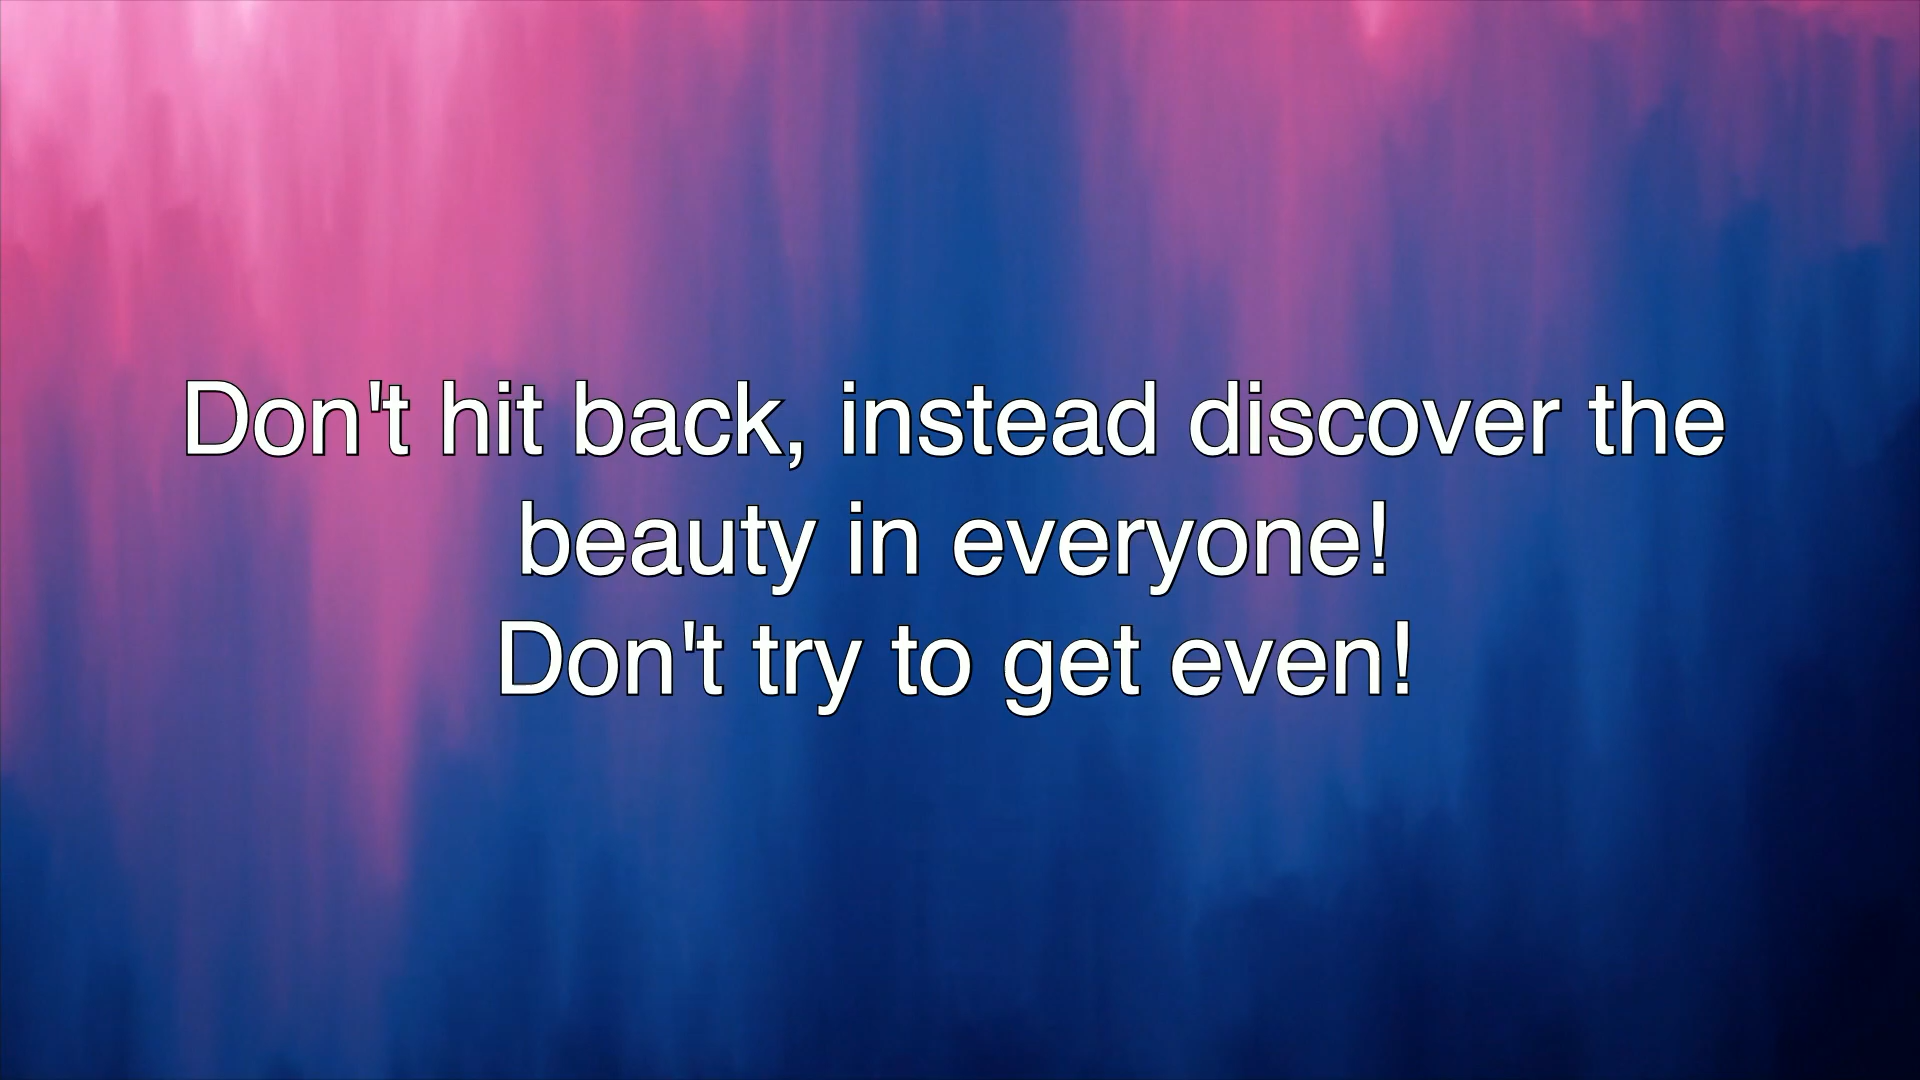 Don't hit back, instead discover the
beauty in everyone!
Don't try to get even!